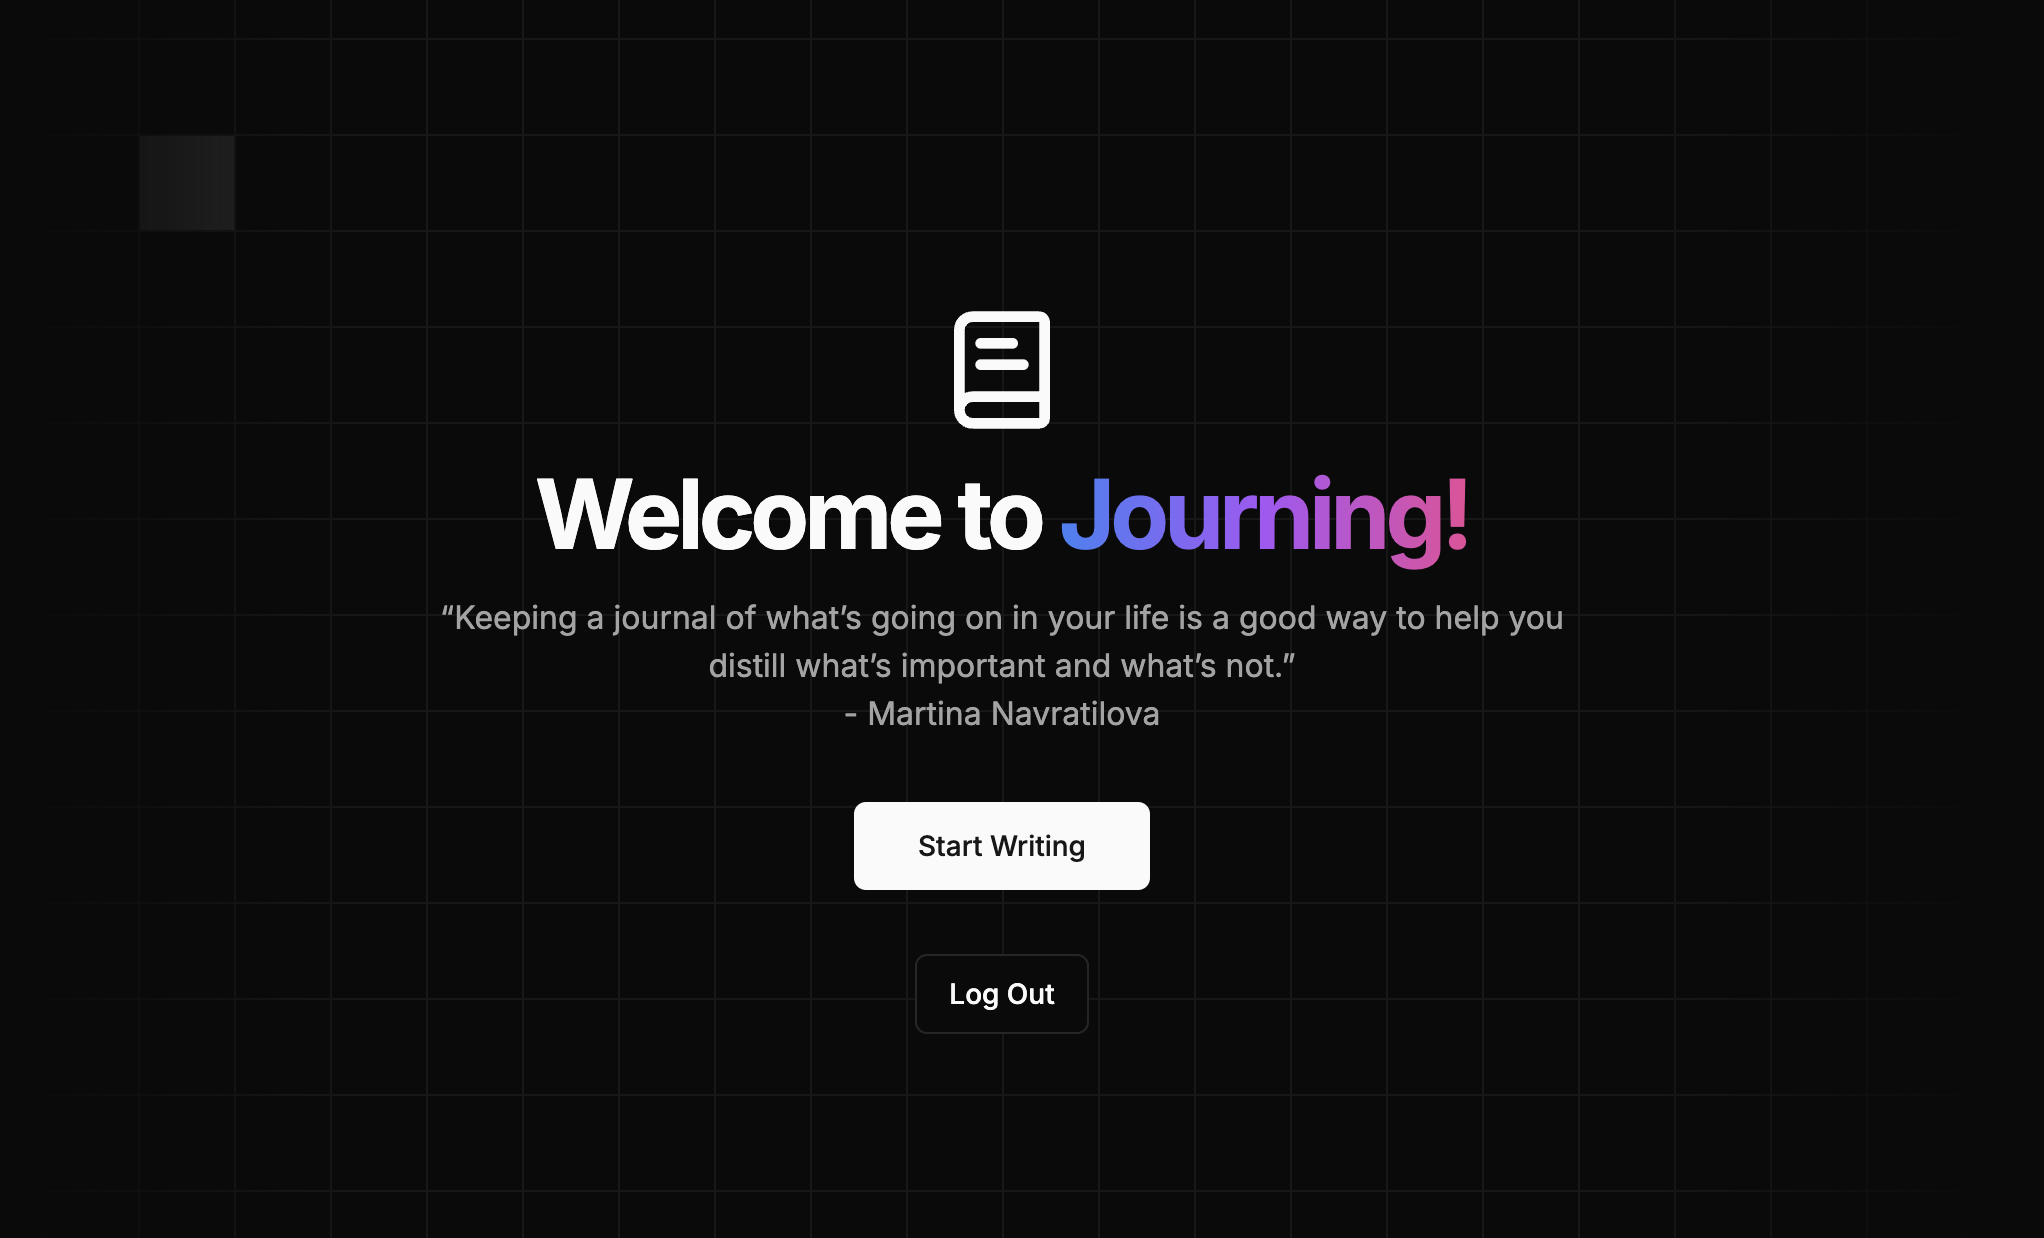 Welcome to Journing!
“Keeping a journal of what’s going on in your life is a good way to help you
distill what’s important and what’s not.”
- Martina Navratilova
Start Writing
Log Out